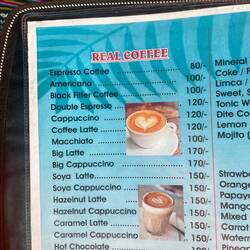 REAL COFFEE
Espresso Coffee 80/-
Americano 100/-
Black Filter Coffee 100/-
Double Espresso 120/-
Cappuccino 120/-
Coffee Latte 120/-
Macchiato 120/-
Big Latte 170/-
Big Cappuccino 170/-
Soya Latte 150/-
Soya Cappuccino 150/-
Hazelnut Latte 150/-
Hazelnut Cappuccino 150/-
Caramel Latte 150/-
Caramel Cappuccino 150/-
Hot Chocolate
Mineral
Coke / F
Limca /
Sweet, S
Tonic W
Dite Co
Lemon
Mojito
Strawb
Orange
Papaya
Mango
Mixed
Caram
Water
Pinea